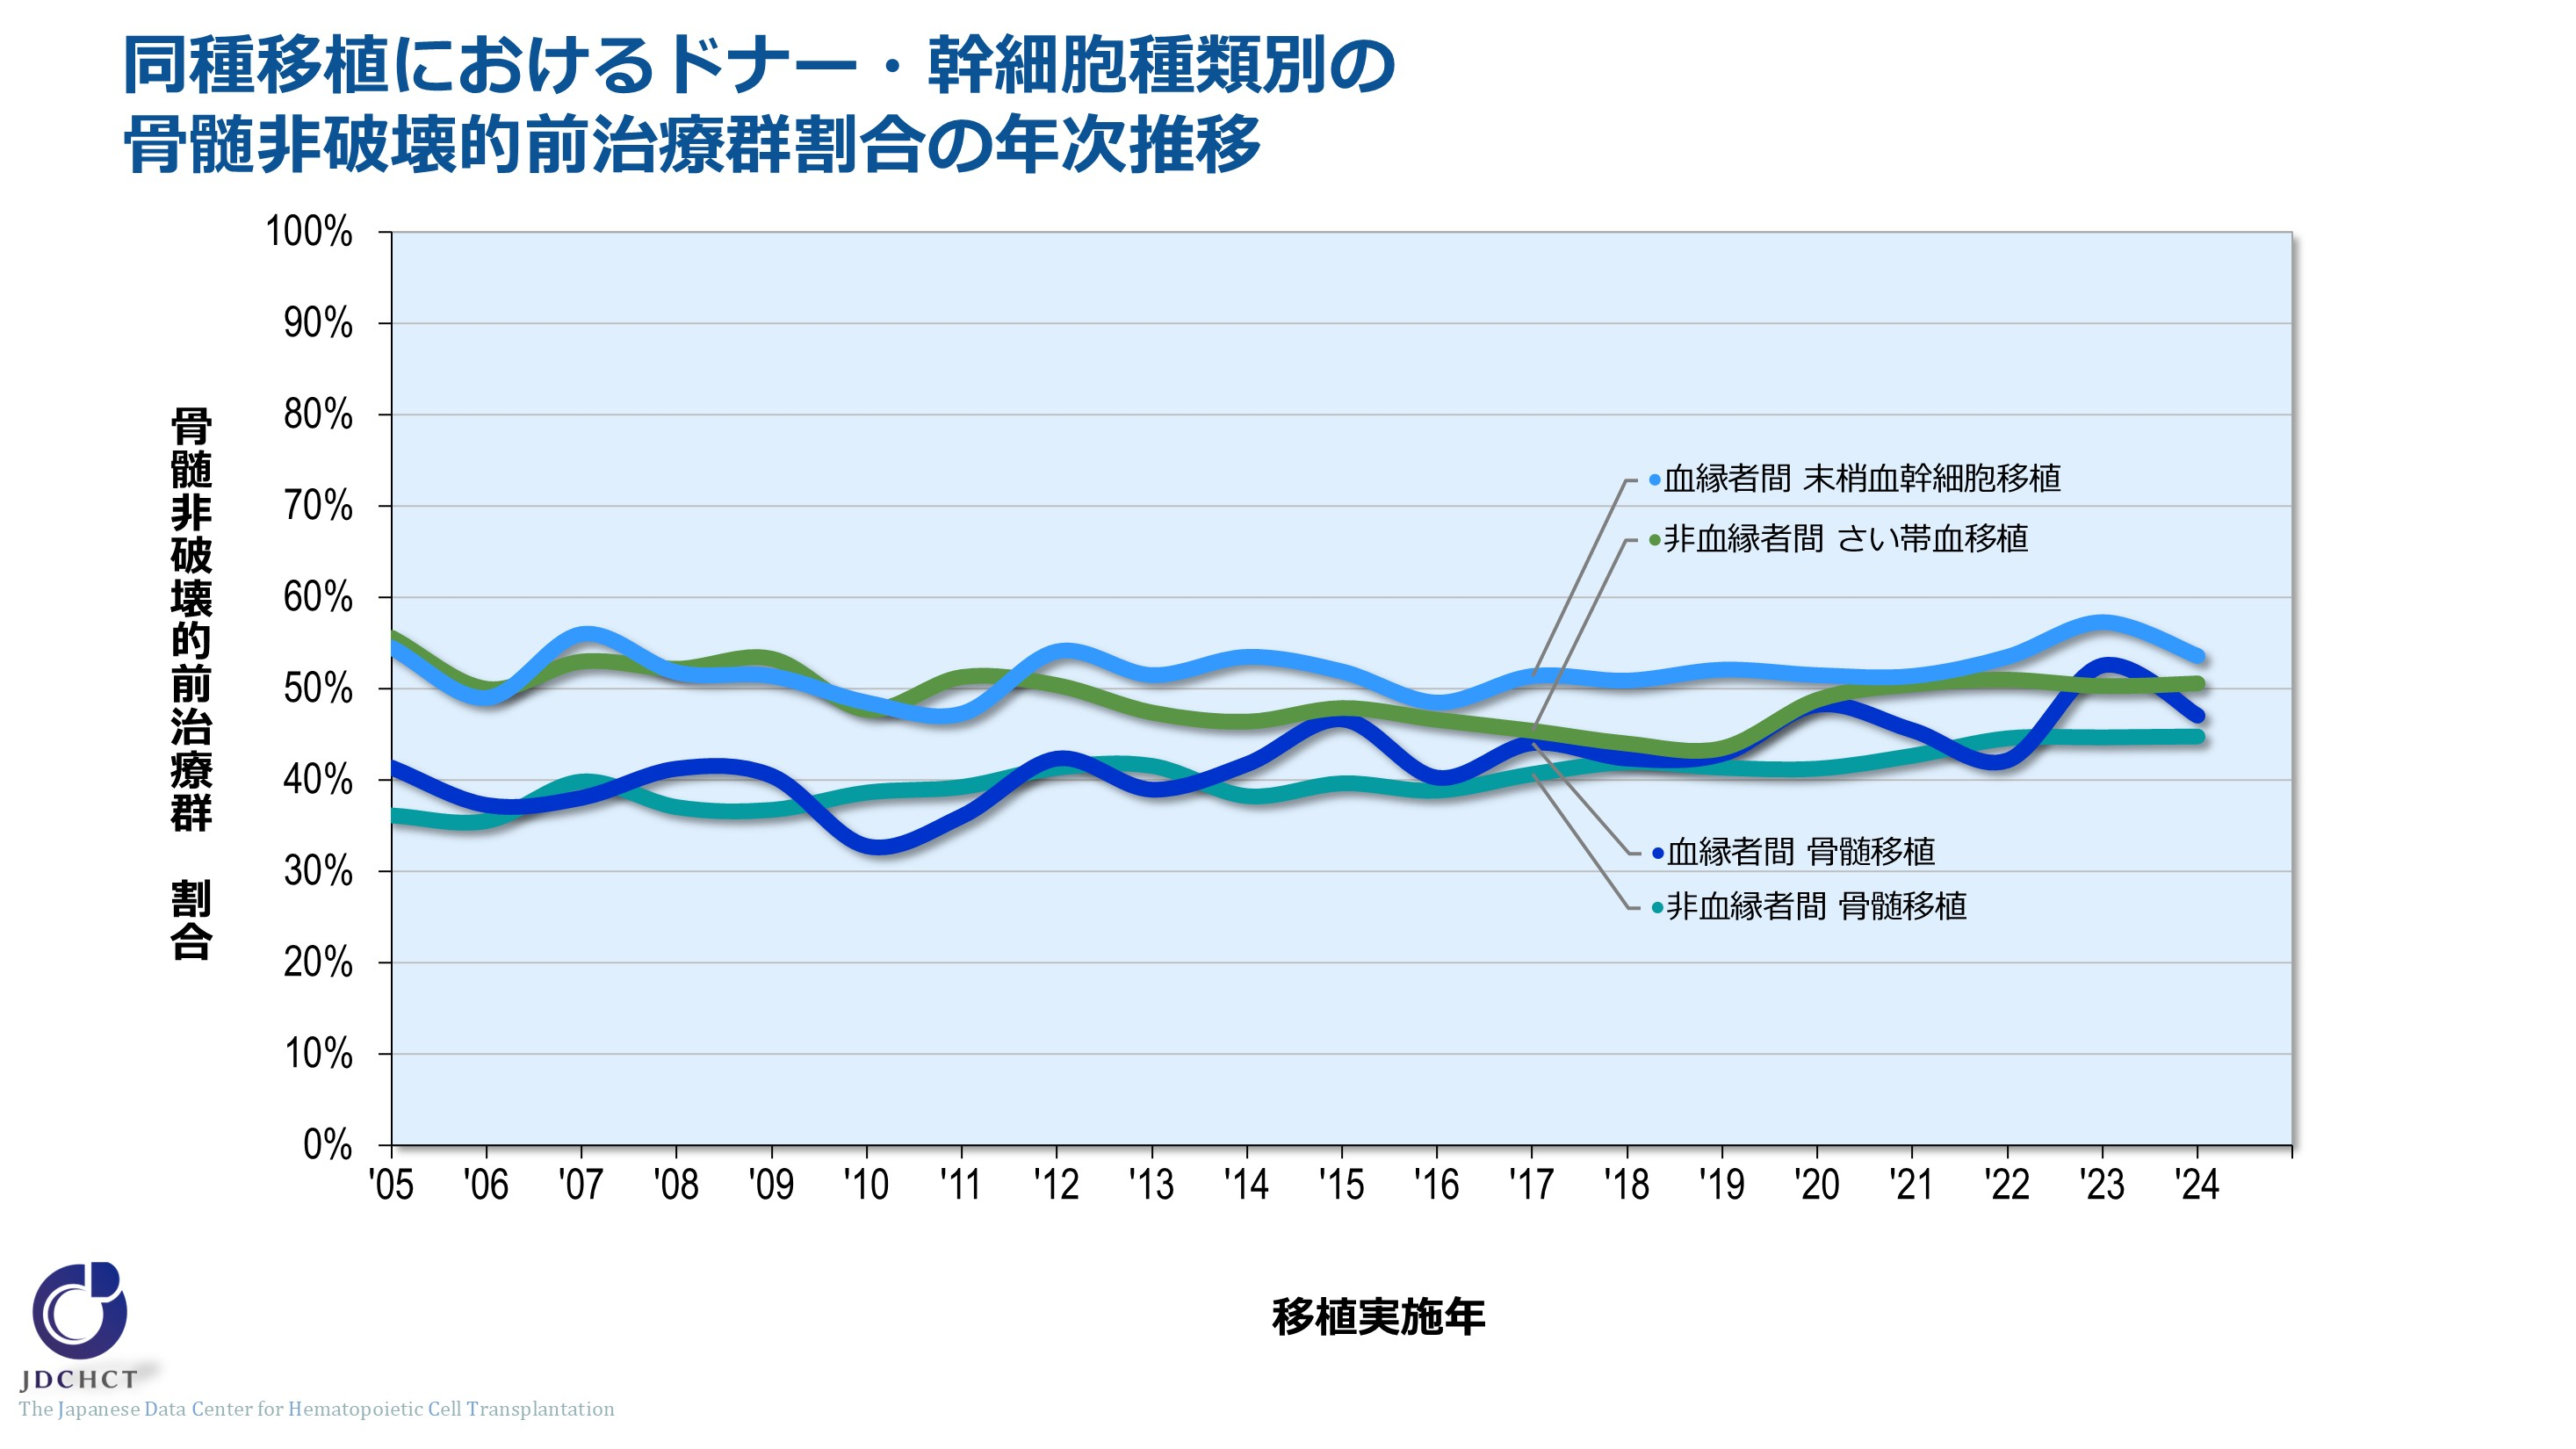 同種移植におけるドナー・幹細胞種類別の
骨髄非破壊的前治療群割合の年次推移
骨髄非破壊的前治療群　割合
100%
90%
80%
70%
60%
50%
40%
30%
20%
10%
0%
血縁者間 末梢血幹細胞移植
非血縁者間 さい帯血移植
血縁者間 骨髄移植
非血縁者間 骨髄移植
'05 '06 '07 '08 '09 '10 '11 '12 '13 '14 '15 '16 '17 '18 '19 '20 '21 '22 '23 '24
移植実施年
JDCHCT
The Japanese Data Center for Hematopoietic Cell Transplantation